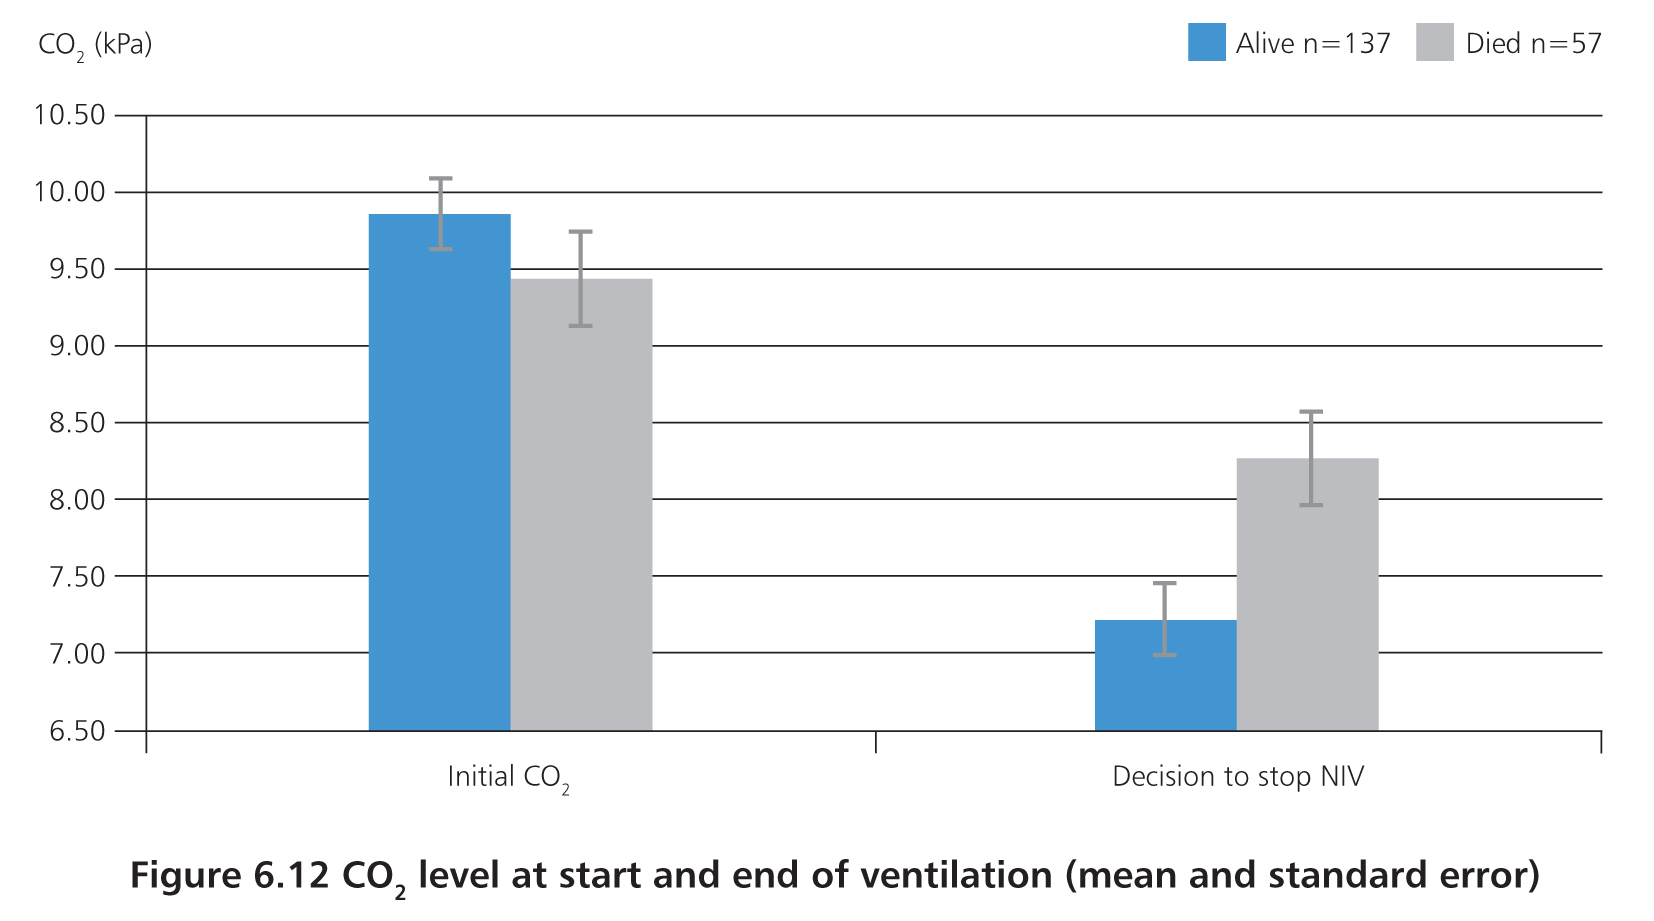 CO2 (kPa)
Alive n=137 Died n=57
10.50
10.00
9.50
9.00
8.50
8.00
7.50
7.00
6.50
Initial CO2 Decision to stop NIV
Figure 6.12 CO2 level at start and end of ventilation (mean and standard error)